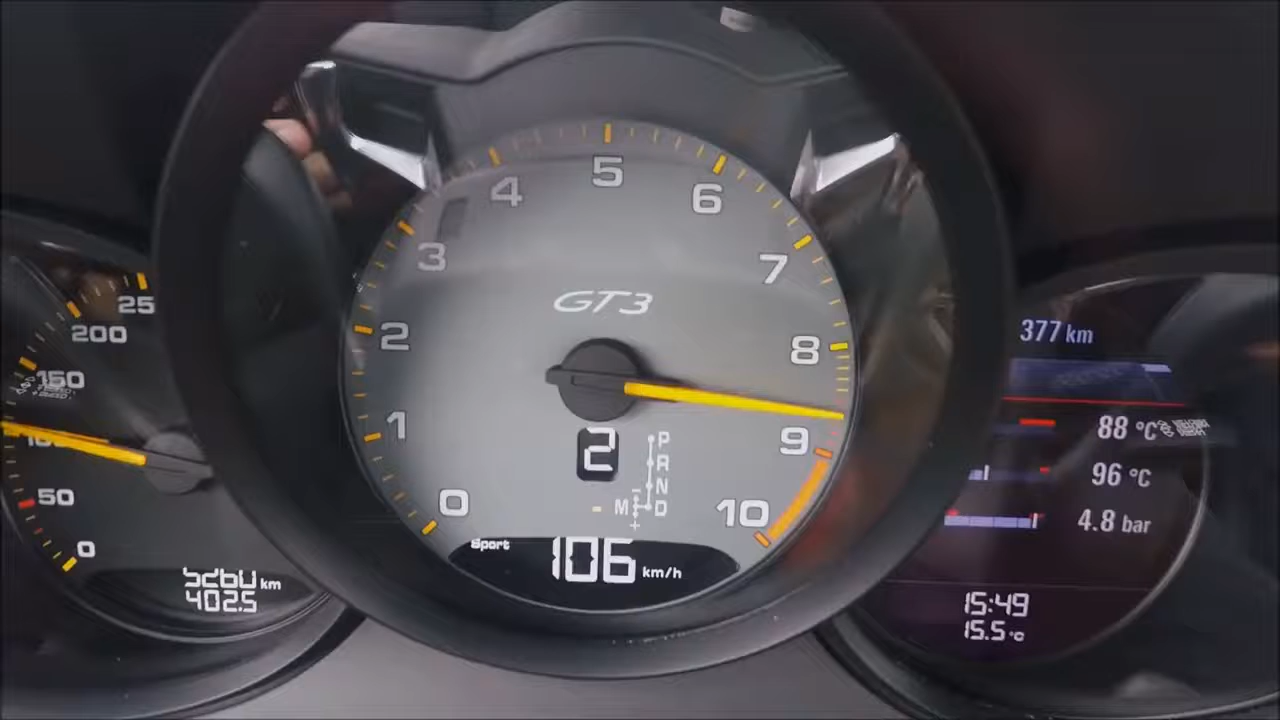 0
50
150
200
25
5260 km
402.5
0
1
2
3
4
5
6
7
8
9
10
GT3
2
P
R
N
M D
- +
Sport
106 km/h
377 km
88 °C
96 °C
4.8 bar
15:49
15.5 °C